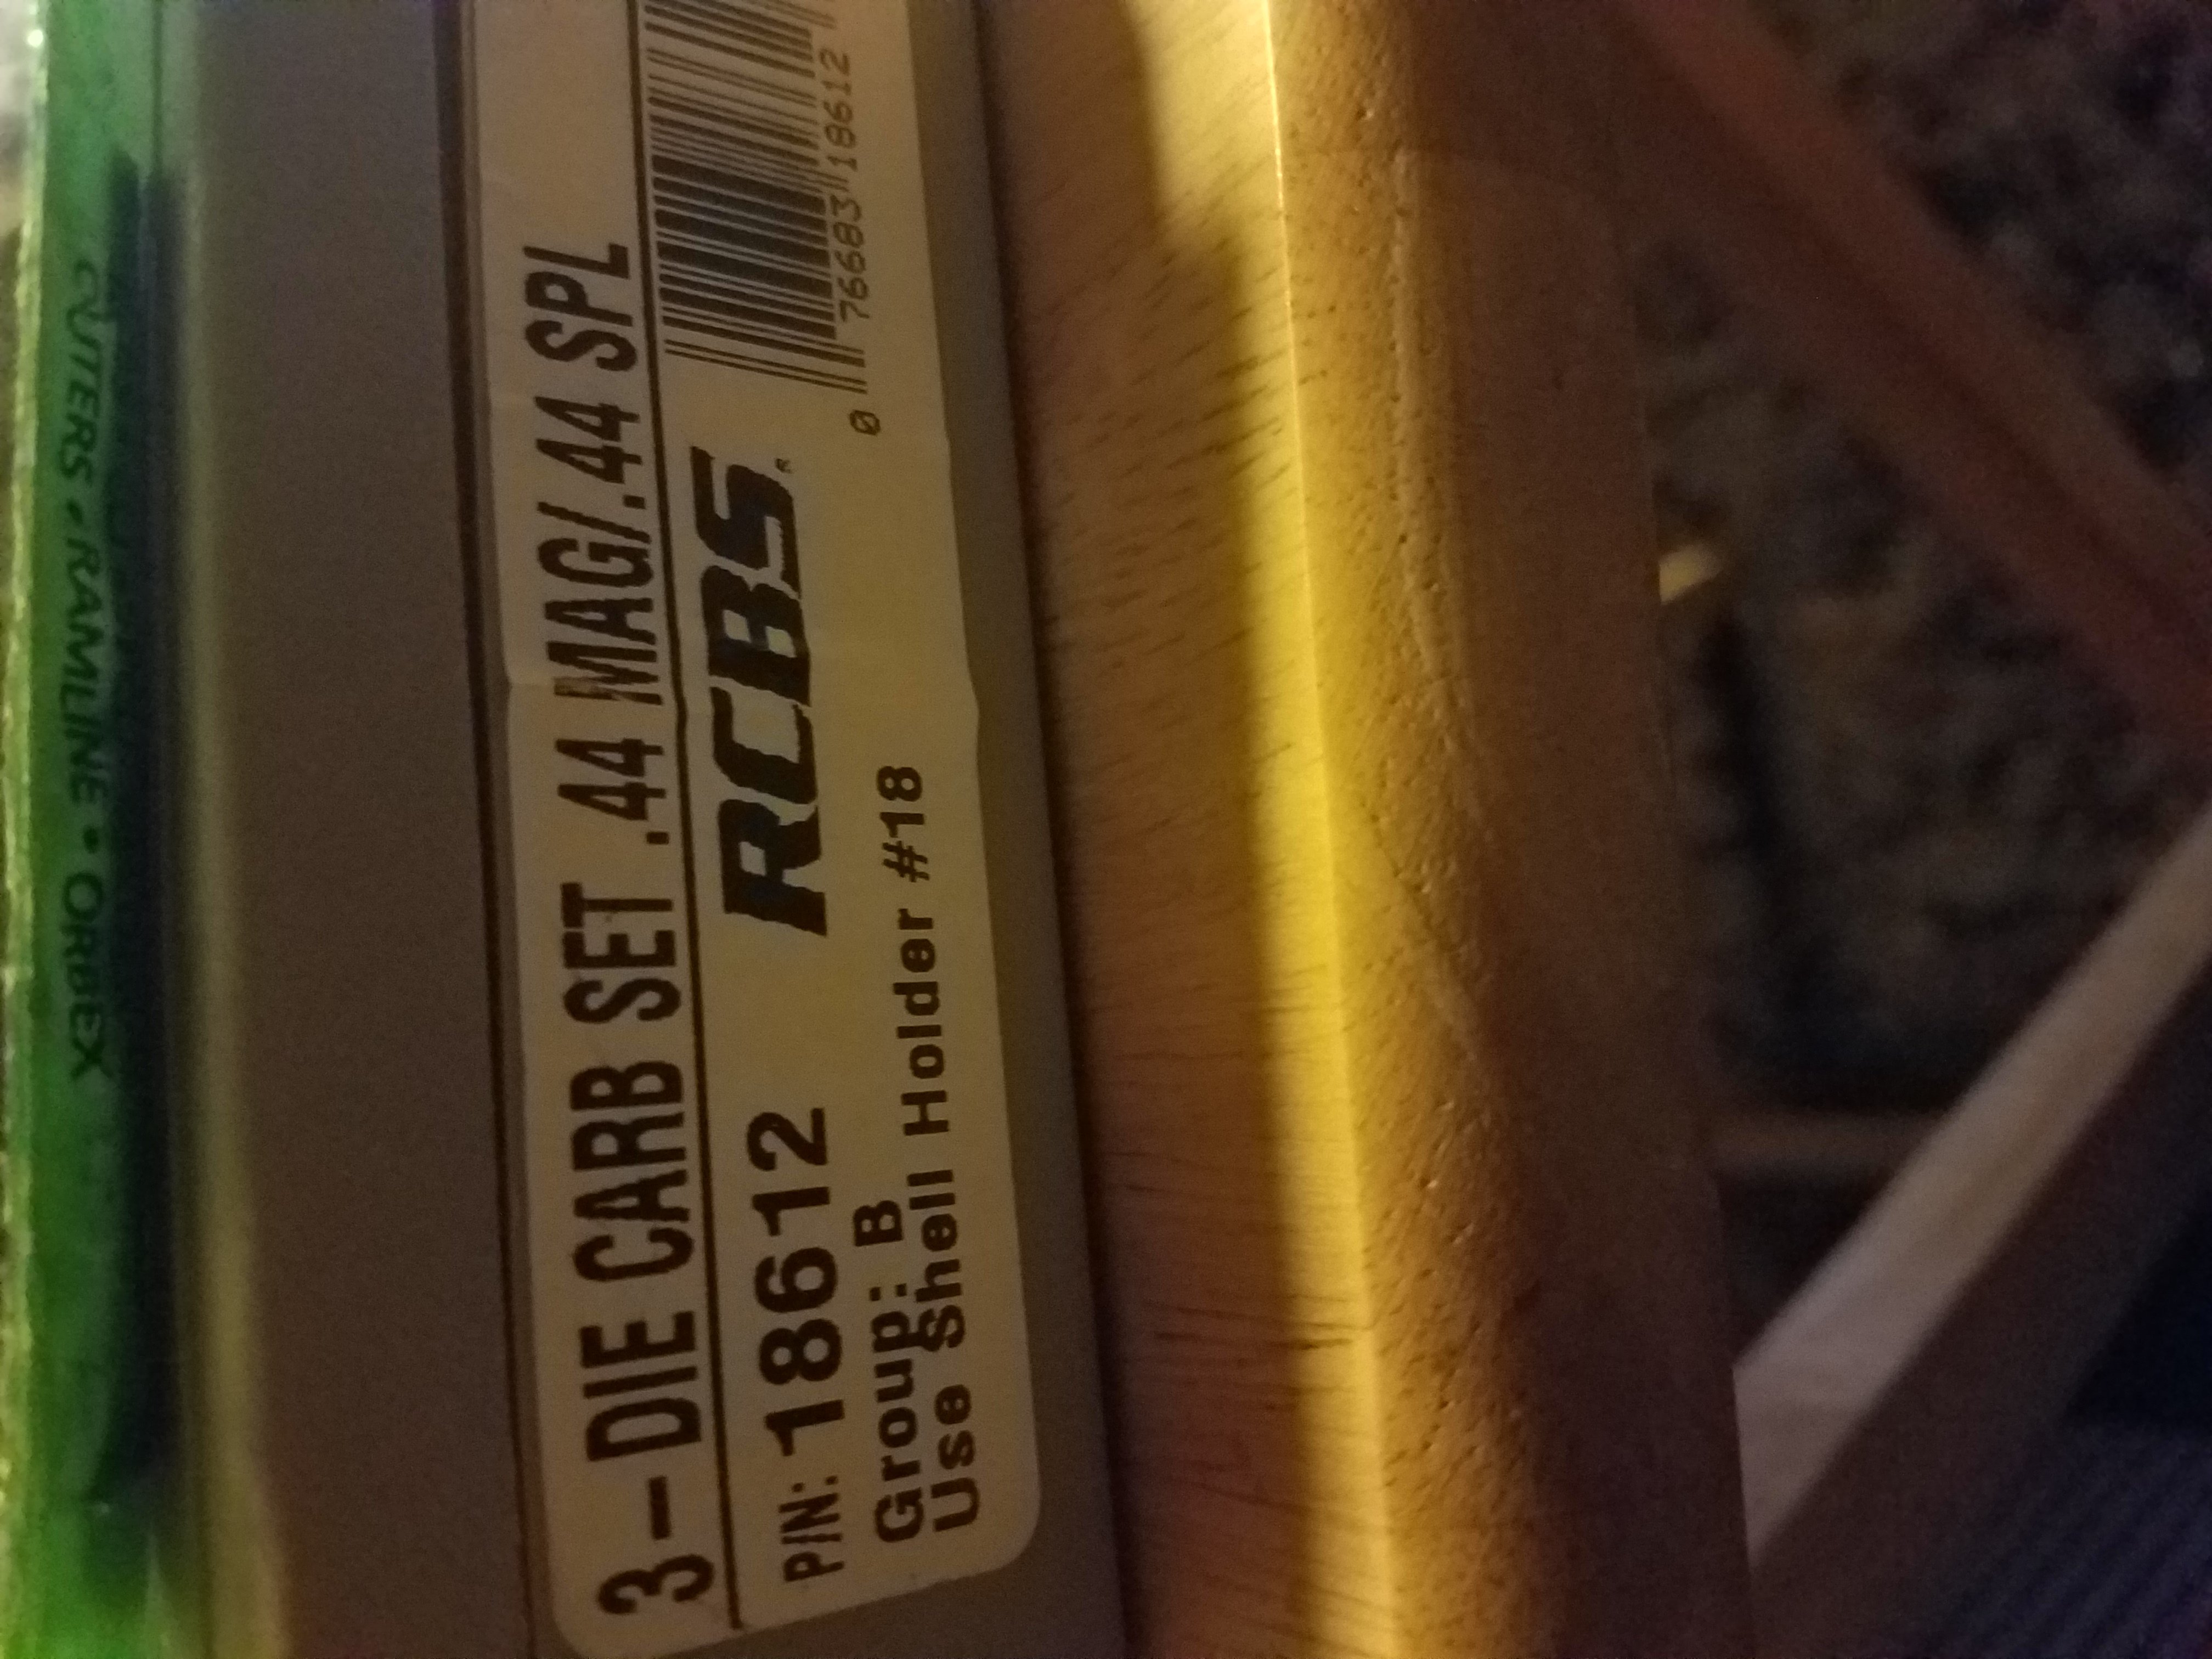 3-DIE CARB SET .44 MAG/.44 SPL
P/N: 18612
RCBS®
Group: B
Use Shell Holder #18
0 76683 18612
OUTERS • RAMLINE • ORBEX